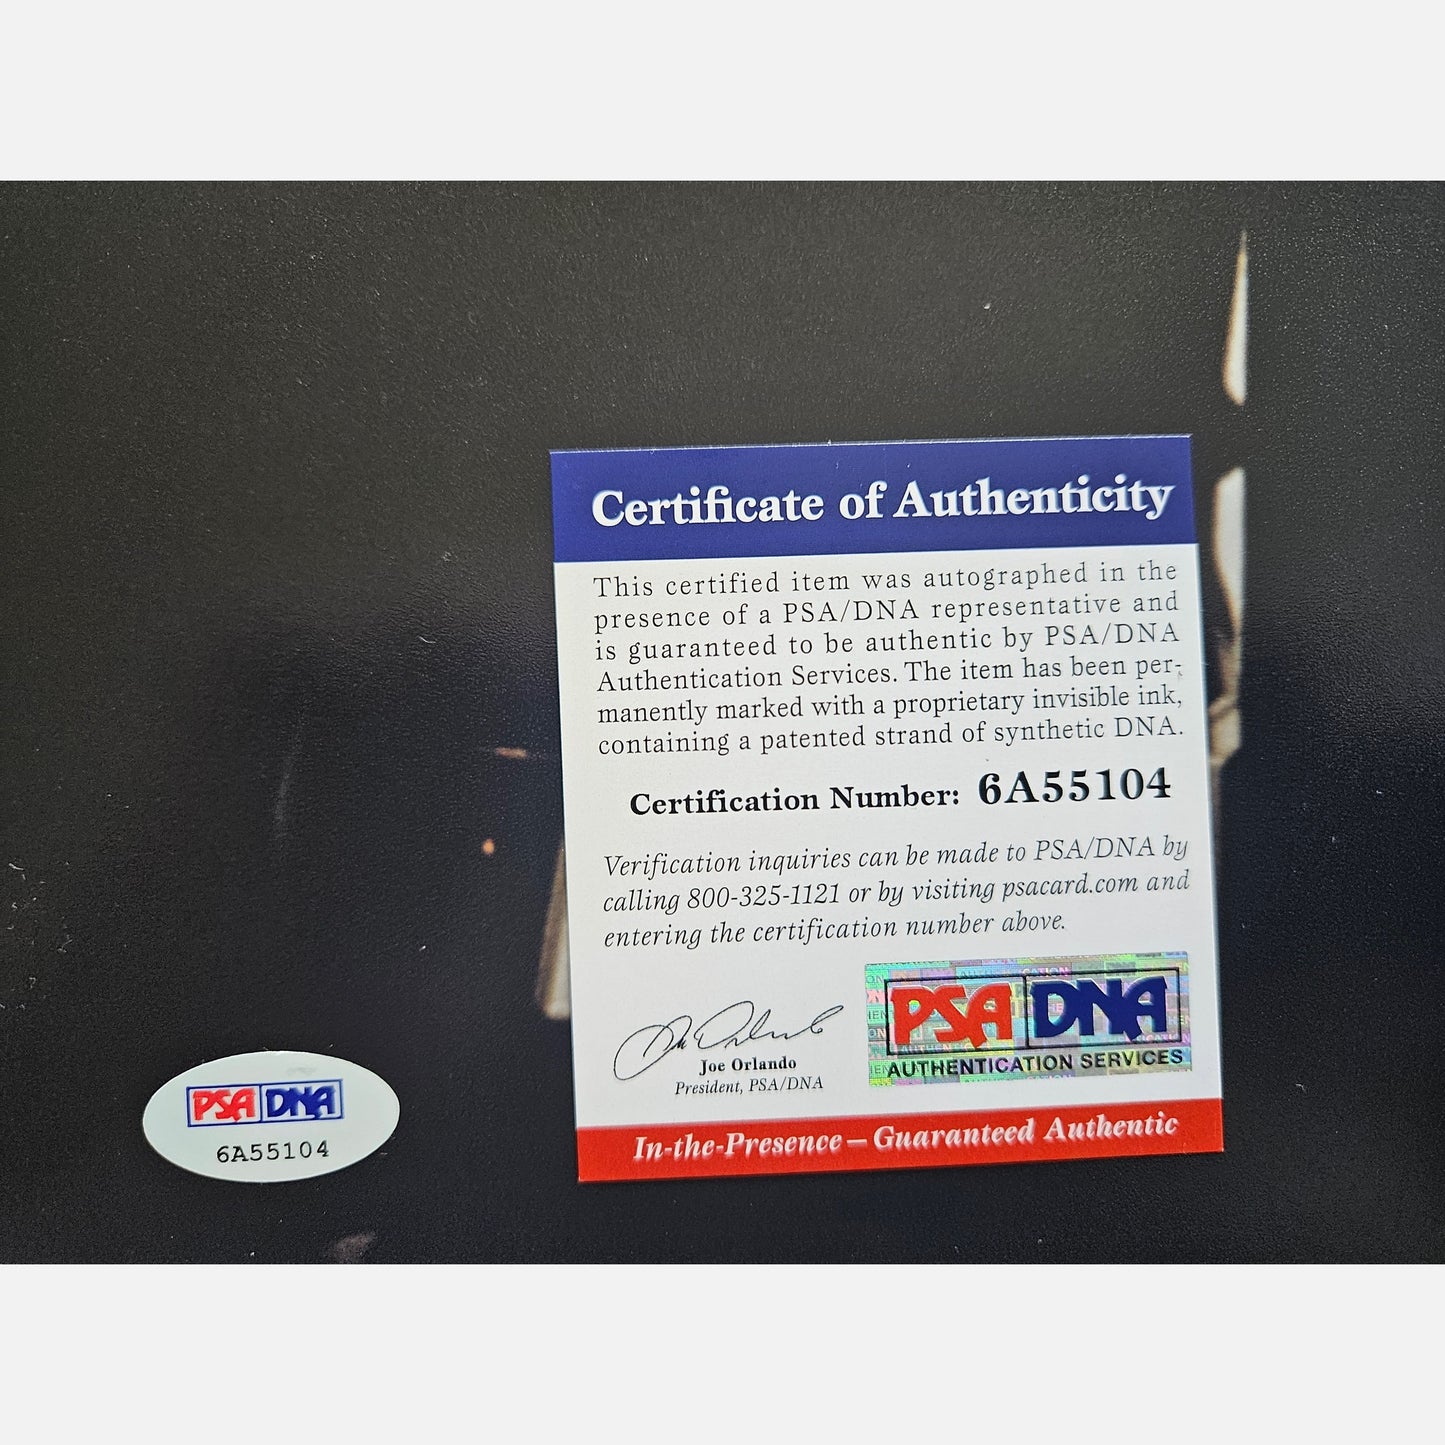 Certificate of Authenticity
This certified item was autographed in the
presence of a PSA/DNA representative and
is guaranteed to be authentic by PSA/DNA
Authentication Services. The item has been per-
manently marked with a proprietary invisible ink,
containing a patented strand of synthetic DNA.
Certification Number: 6A55104
Verification inquiries can be made to PSA/DNA by
calling 800-325-1121 or by visiting psacard.com and
entering the certification number above.
Joe Orlando
President, PSA/DNA
PSA DNA
AUTHENTICATION SERVICES
In-the-Presence – Guaranteed Authentic
PSA DNA
6A55104